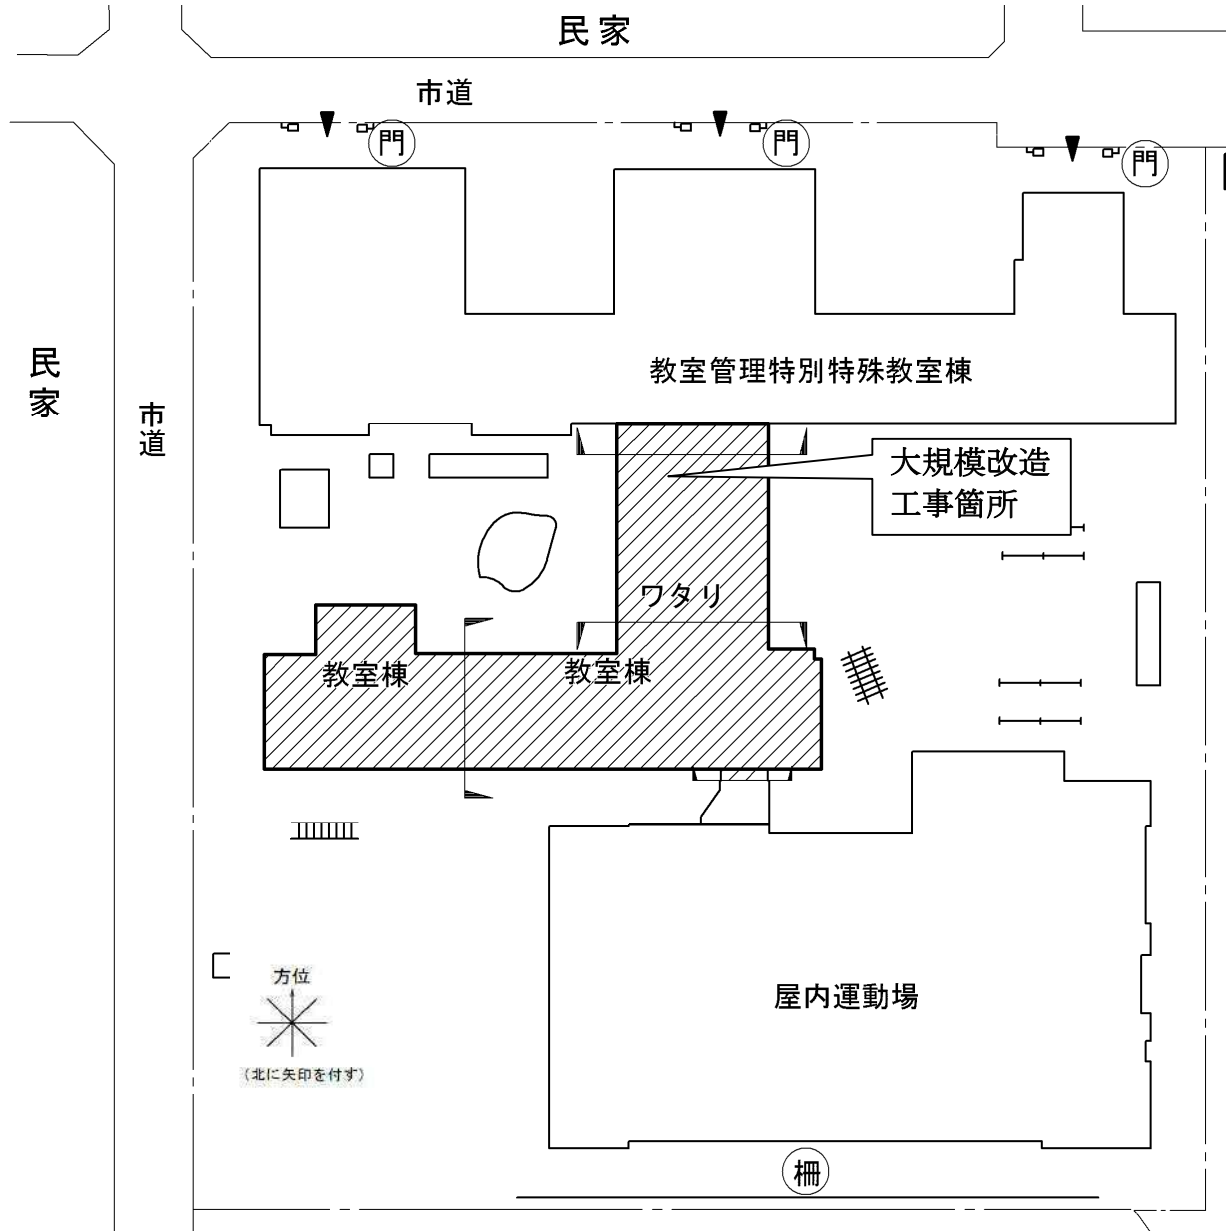 民家
市道
門
門
門
民家
市道
教室管理特別特殊教室棟
大規模改造
工事箇所
ワタリ
教室棟
教室棟
方位
(北に矢印を付す)
屋内運動場
柵